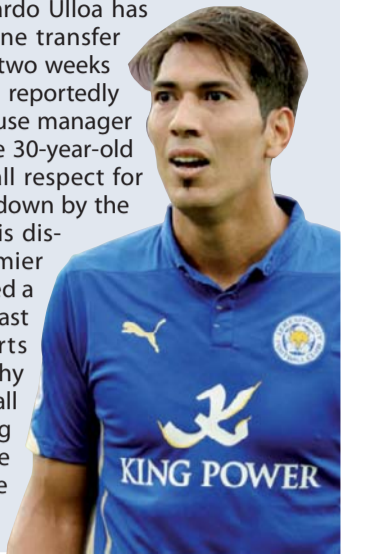 ardo Ulloa has
ne transfer
two weeks
reportedly
use manager
e 30-year-old
all respect for
down by the
is dis-
mier
ed a
ast
rts
hy
all
g
e
e
KING POWER